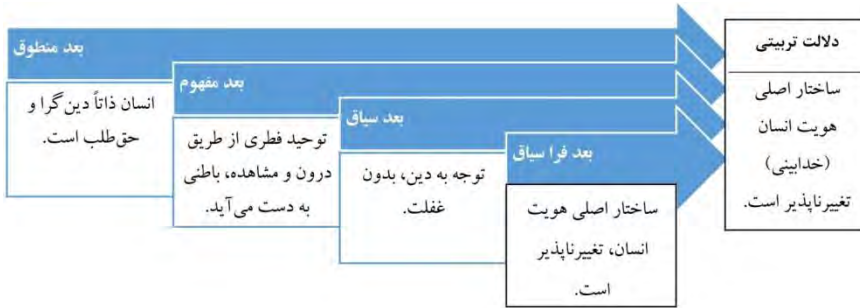 بعد منطوق
انسان ذاتاً دین‌گرا و
حق‌طلب است.
بعد مفهوم
توحید فطری از طریق
درون و مشاهده، باطنی
به دست می‌آید.
بعد سیاق
توجه به دین، بدون
غفلت.
بعد فرا سیاق
ساختار اصلی هویت
انسان، تغییرناپذیر
است.
دلالت تربیتی
ساختار اصلی
هویت انسان
(خدابینی)
تغییرناپذیر است.